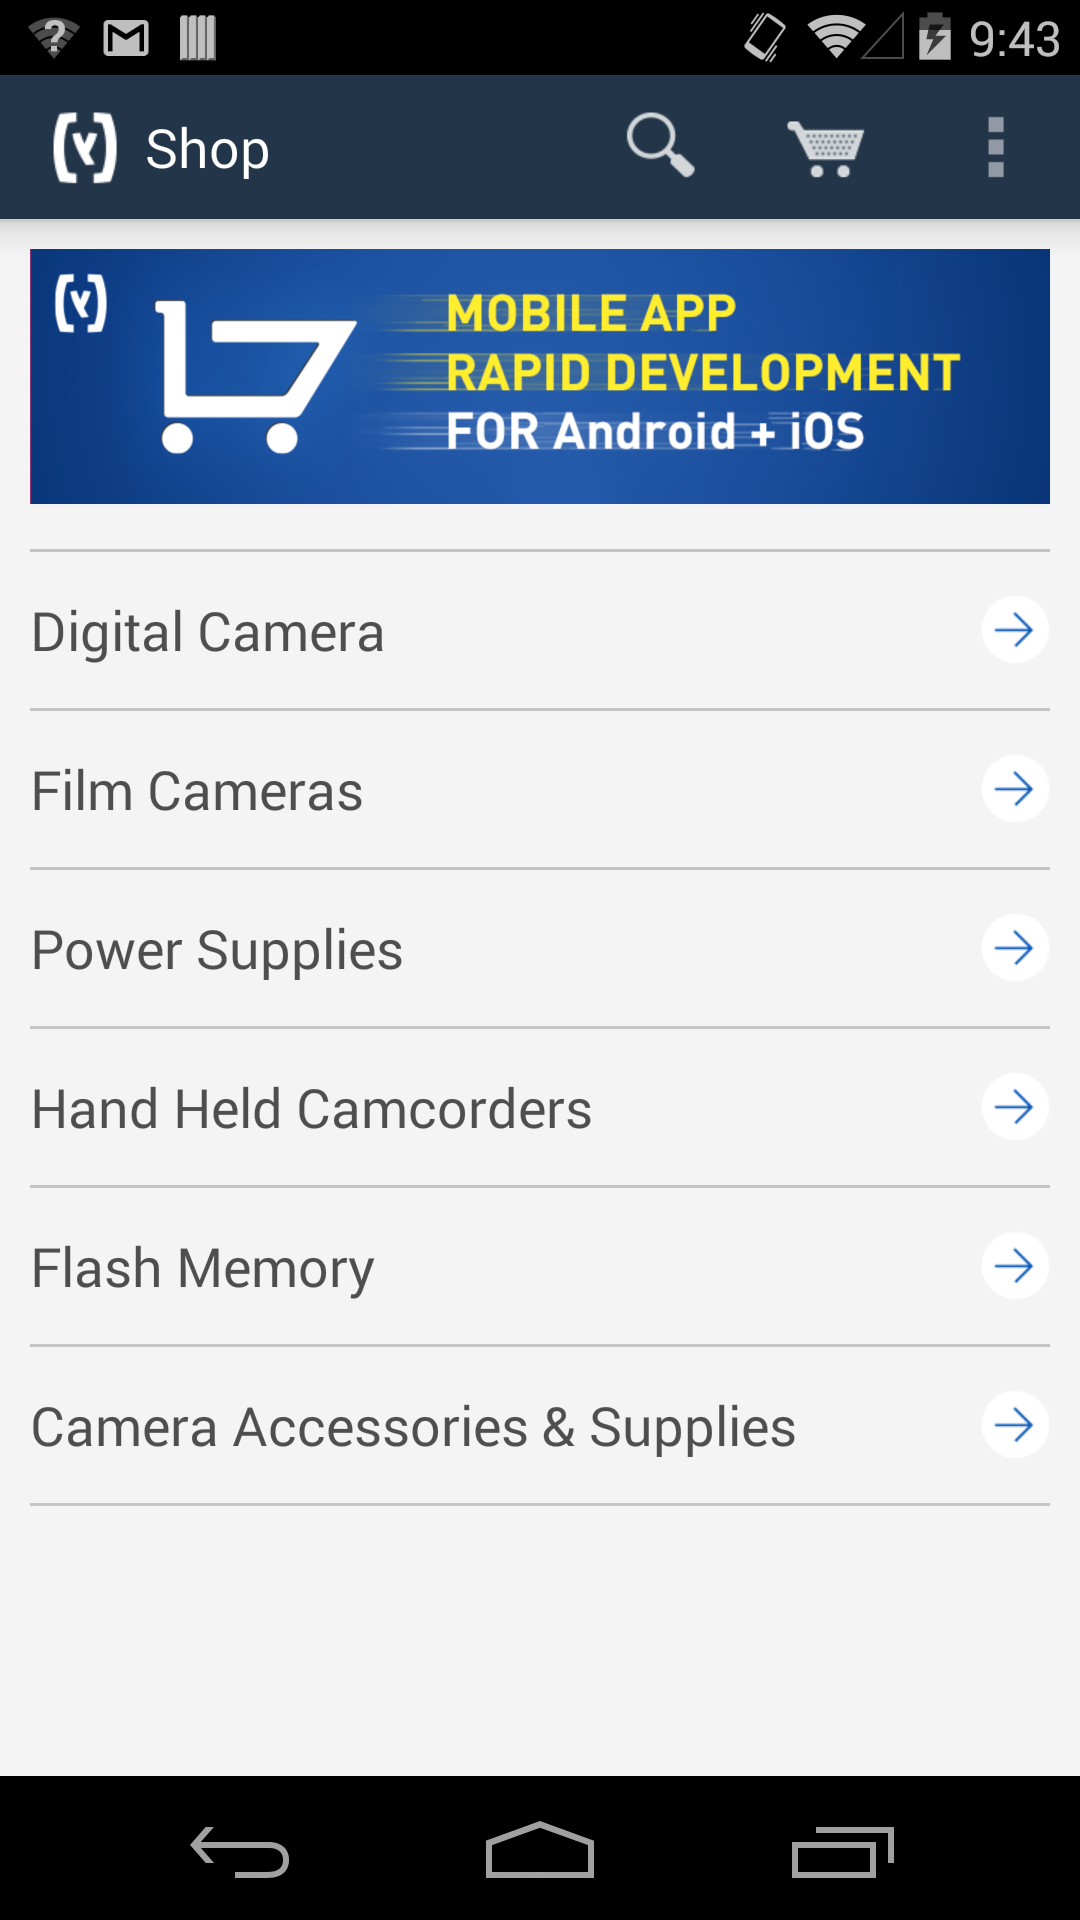 9:43
Shop
MOBILE APP
RAPID DEVELOPMENT
FOR Android + iOS
Digital Camera
Film Cameras
Power Supplies
Hand Held Camcorders
Flash Memory
Camera Accessories & Supplies